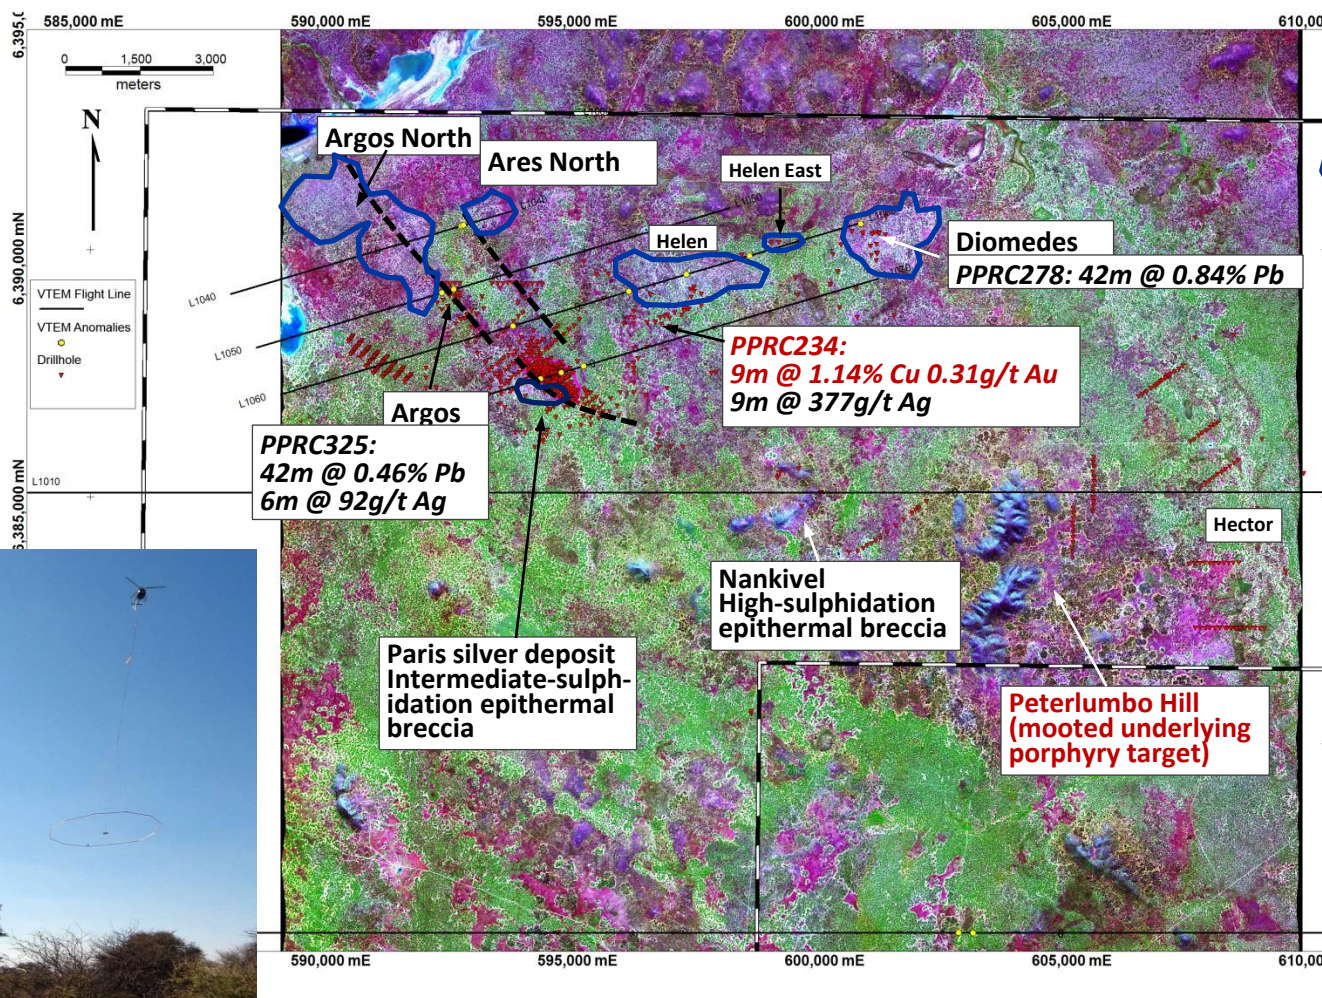 585,000 mE
590,000 mE
595,000 mE
600,000 mE
605,000 mE
6,395,
0 1,500 3,000
meters
N
Argos North
Ares North
Helen East
Helen
Diomedes
PPRC278: 42m @ 0.84% Pb
6,390,000 mN
VTEM Flight Line
VTEM Anomalies
Drillhole
L1040
L1050
L1060
PPRC234:
9m @ 1.14% Cu 0.31g/t Au
9m @ 377g/t Ag
Argos
PPRC325:
42m @ 0.46% Pb
6m @ 92g/t Ag
L1010
6,385,000 mN
Hector
Nankivel
High-sulphidation
epithermal breccia
Paris silver deposit
Intermediate-sulph-
idation epithermal
breccia
Peterlumbo Hill
(mooted underlying
porphyry target)
590,000 mE
595,000 mE
600,000 mE
605,000 mE